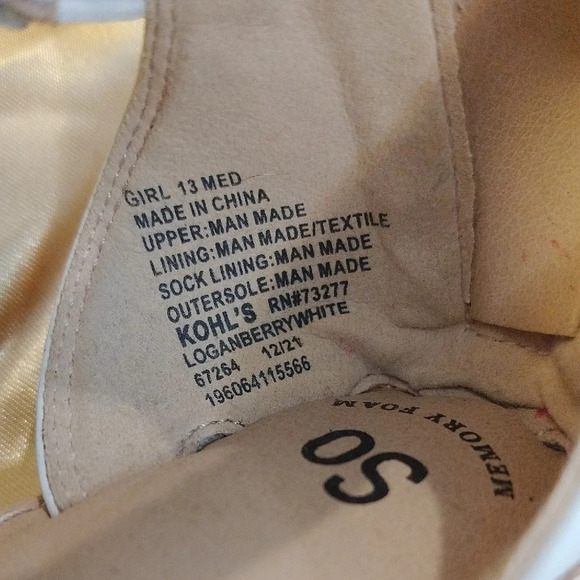 GIRL 13 MED
MADE IN CHINA
UPPER:MAN MADE
LINING:MAN MADE/TEXTILE
SOCK LINING:MAN MADE
OUTERSOLE:MAN MADE
KOHL'S RN#73277
LOGANBERRYWHITE
67264 12/21
196064115566
SO
MEMORY FOAM